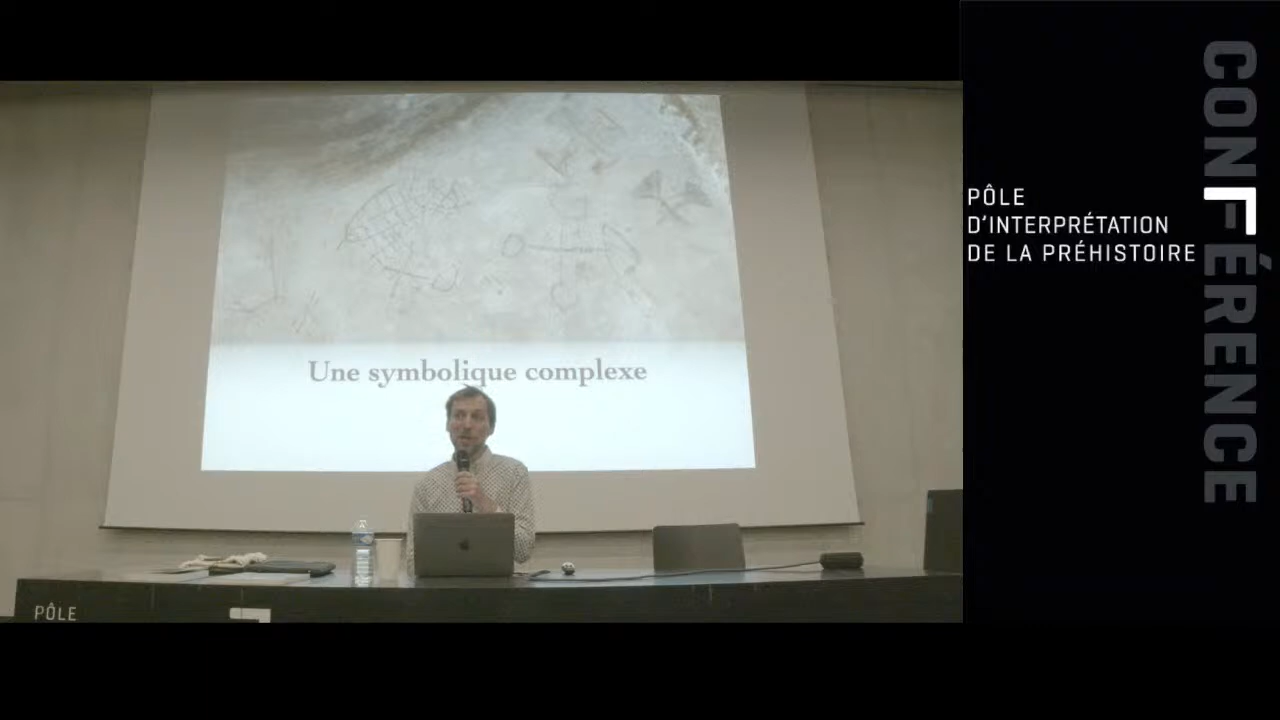 Une symbolique complexe
PÔLE
PÔLE
D'INTERPRÉTATION
DE LA PRÉHISTOIRE
CONFÉRENCE